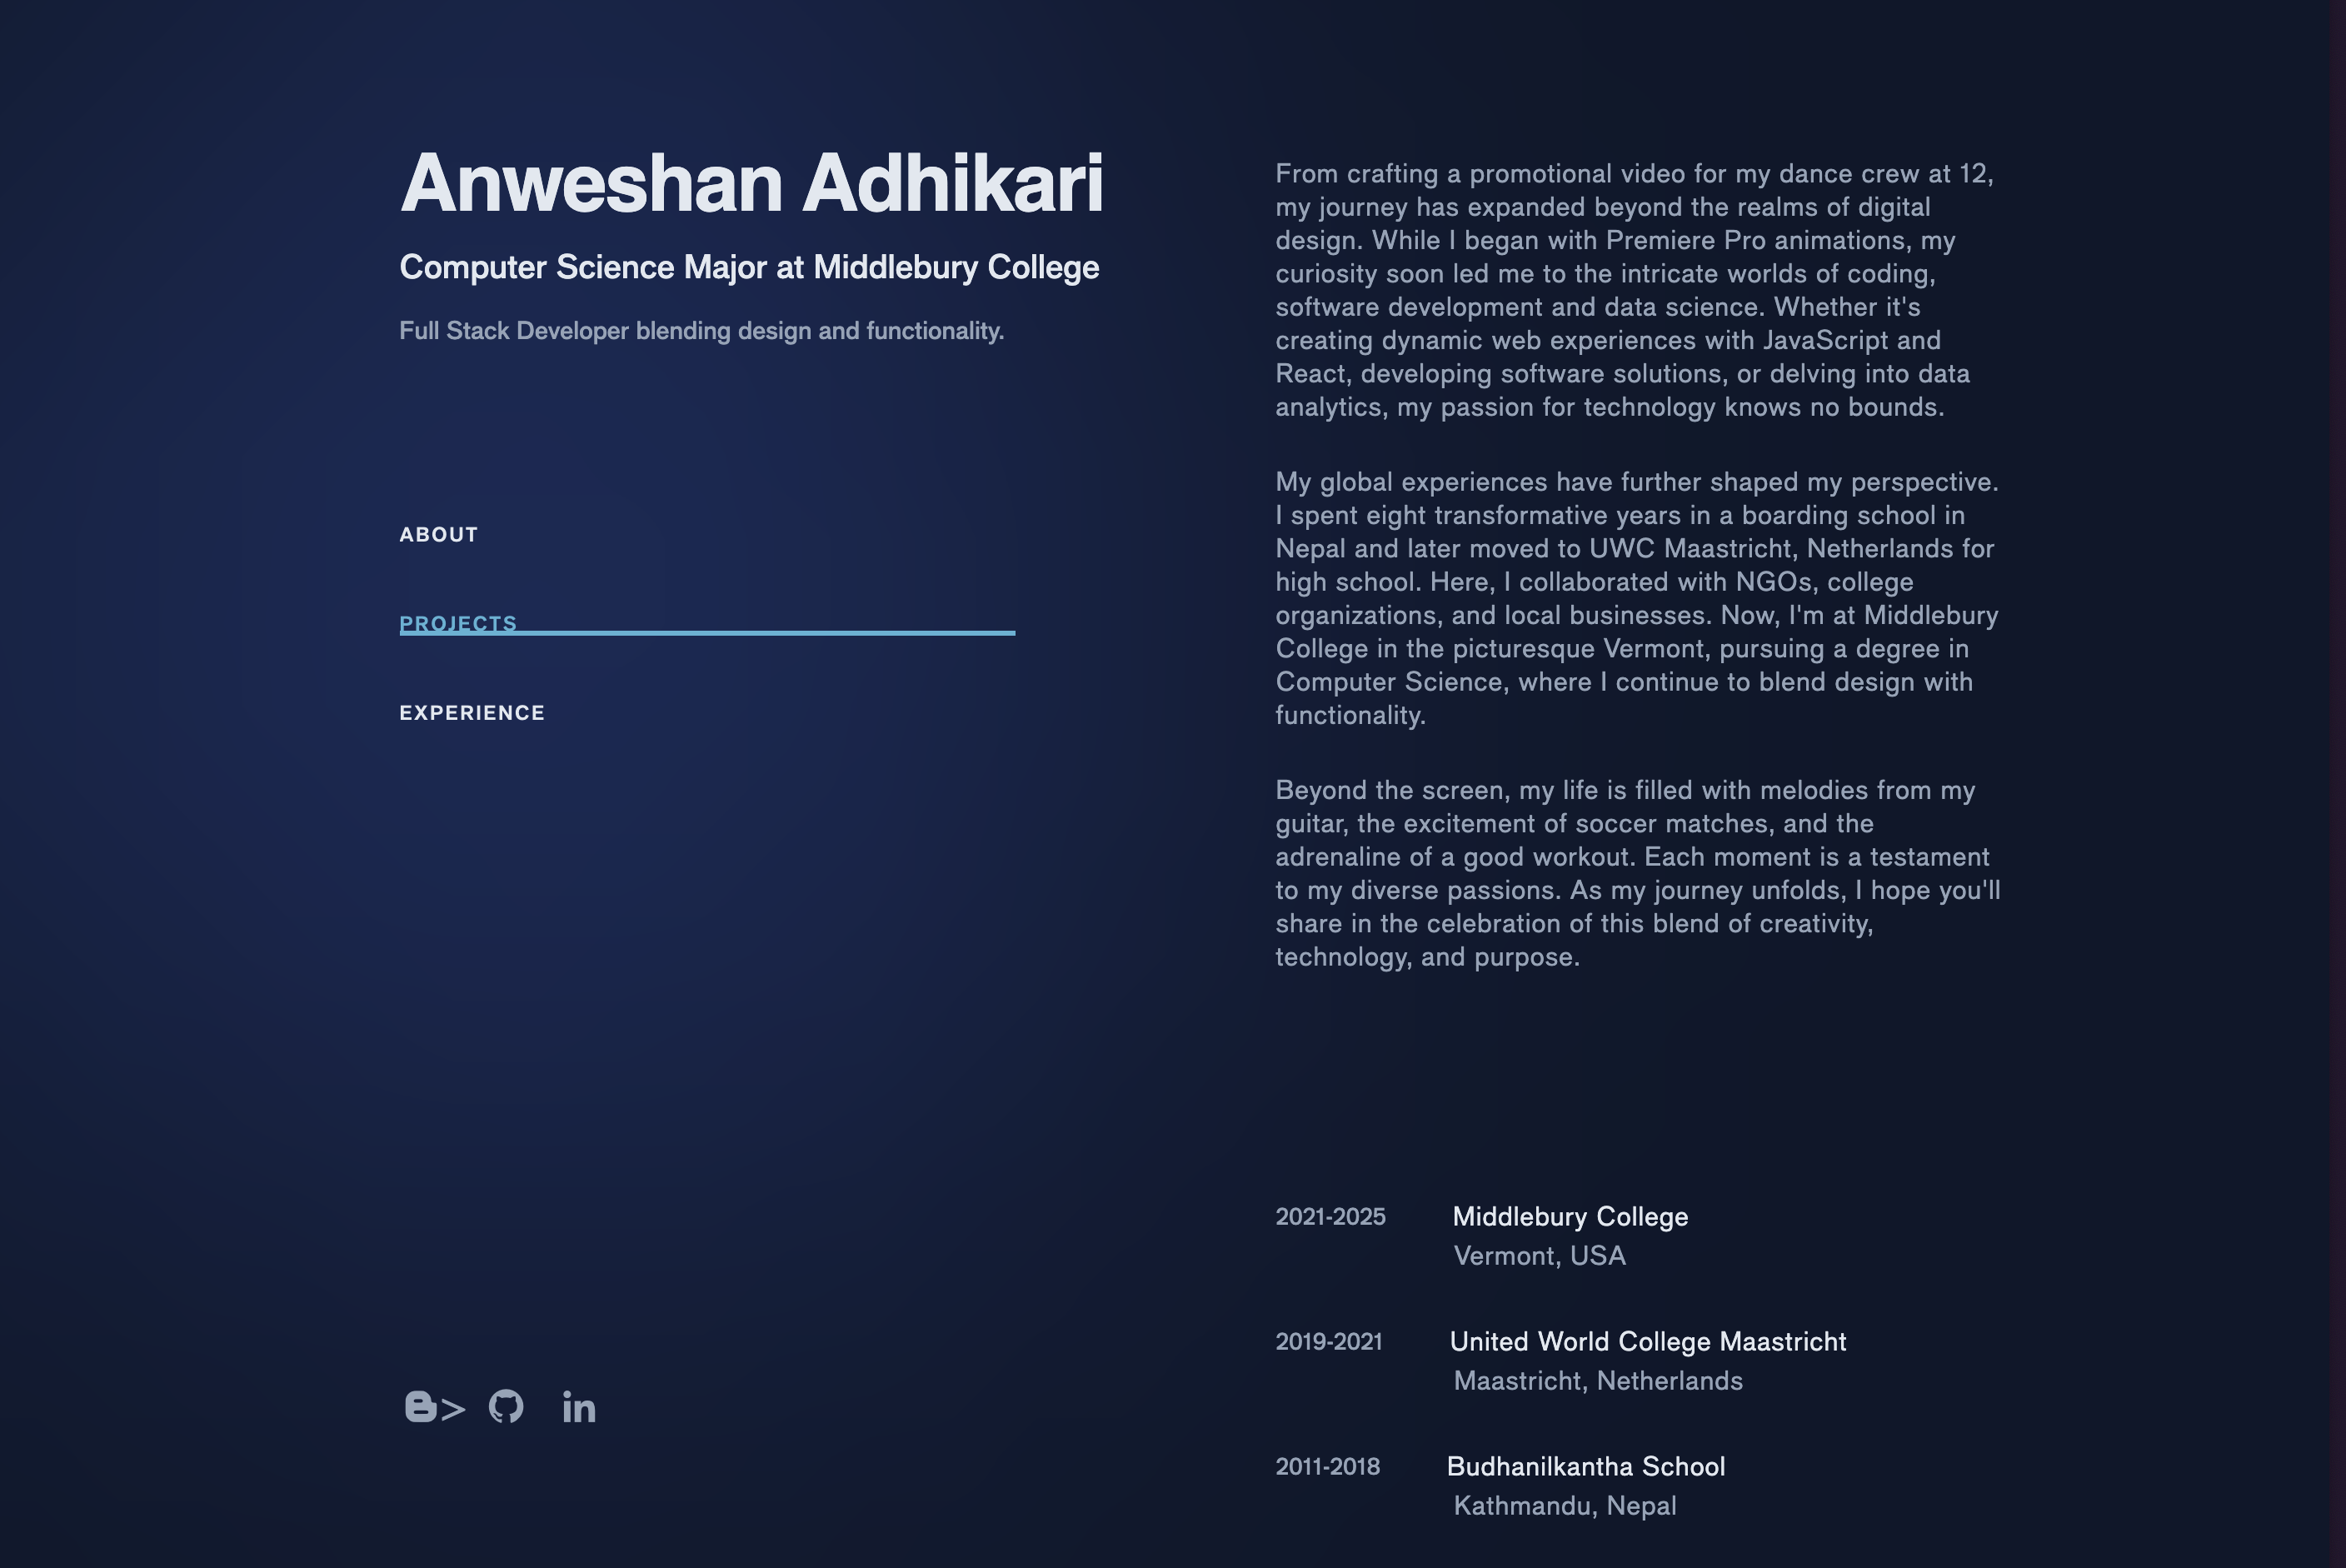 Anweshan Adhikari
Computer Science Major at Middlebury College
Full Stack Developer blending design and functionality.
ABOUT
PROJECTS
EXPERIENCE
>
in
From crafting a promotional video for my dance crew at 12,
my journey has expanded beyond the realms of digital
design. While I began with Premiere Pro animations, my
curiosity soon led me to the intricate worlds of coding,
software development and data science. Whether it's
creating dynamic web experiences with JavaScript and
React, developing software solutions, or delving into data
analytics, my passion for technology knows no bounds.
My global experiences have further shaped my perspective.
I spent eight transformative years in a boarding school in
Nepal and later moved to UWC Maastricht, Netherlands for
high school. Here, I collaborated with NGOs, college
organizations, and local businesses. Now, I'm at Middlebury
College in the picturesque Vermont, pursuing a degree in
Computer Science, where I continue to blend design with
functionality.
Beyond the screen, my life is filled with melodies from my
guitar, the excitement of soccer matches, and the
adrenaline of a good workout. Each moment is a testament
to my diverse passions. As my journey unfolds, I hope you'll
share in the celebration of this blend of creativity,
technology, and purpose.
2021-2025 Middlebury College
Vermont, USA
2019-2021 United World College Maastricht
Maastricht, Netherlands
2011-2018 Budhanilkantha School
Kathmandu, Nepal